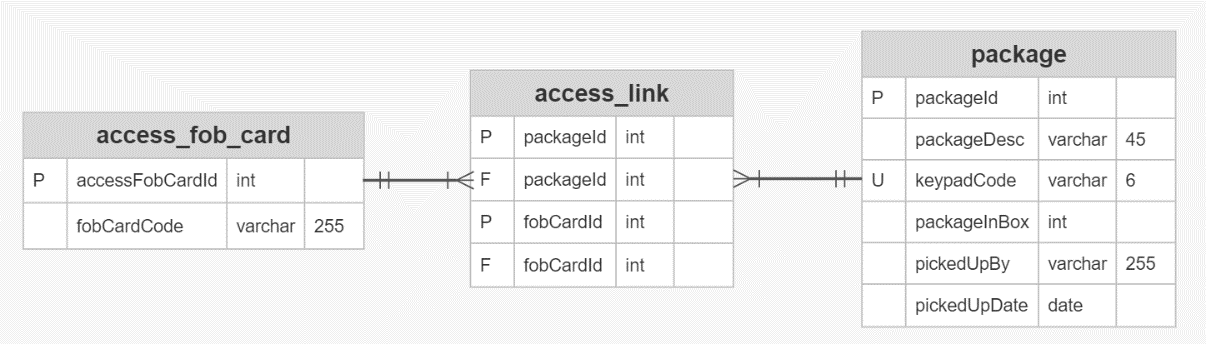 access_fob_card
P accessFobCardId int
fobCardCode varchar 255
access_link
P packageId int
F packageId int
P fobCardId int
F fobCardId int
package
P packageId int
packageDesc varchar 45
U keypadCode varchar 6
packageInBox int
pickedUpBy varchar 255
pickedUpDate date